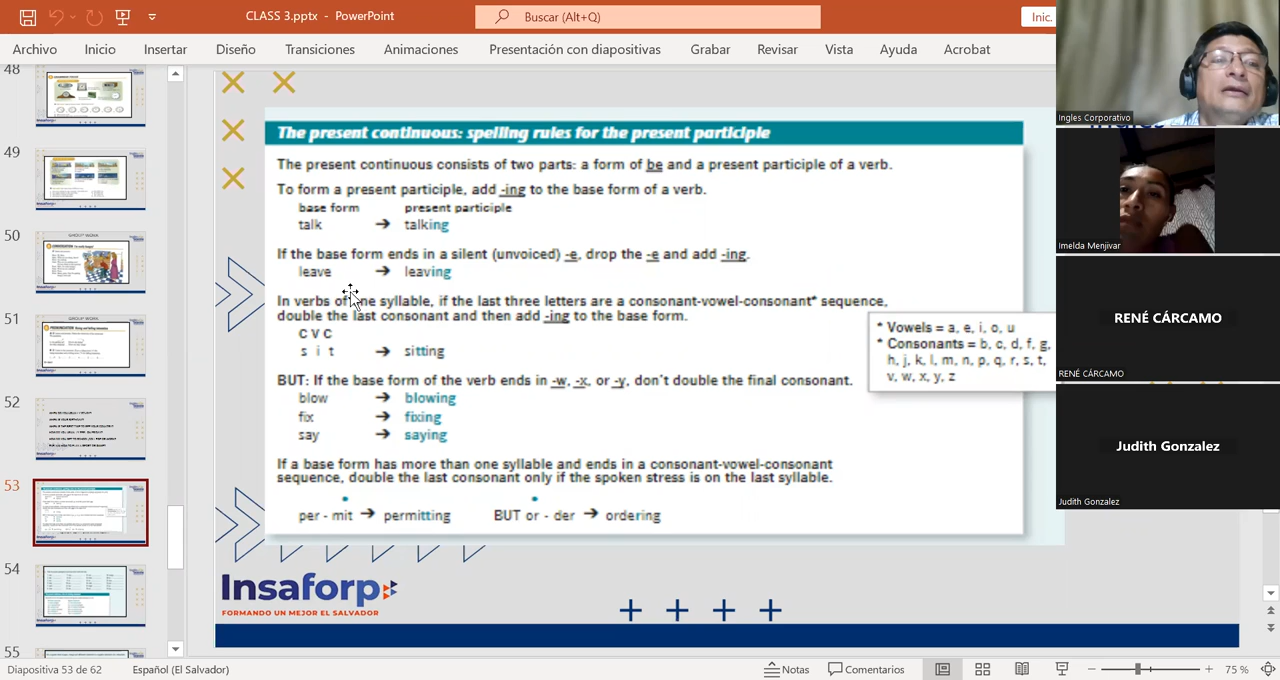 CLASS 3.pptx - PowerPoint
Buscar (Alt+Q)
Inic.
Archivo Inicio Insertar Diseño Transiciones Animaciones Presentación con diapositivas Grabar Revisar Vista Ayuda Acrobat
48
49
50
51
52
53
54
55
The present continuous: spelling rules for the present participle
The present continuous consists of two parts: a form of be and a present participle of a verb.
To form a present participle, add -ing to the base form of a verb.
base form present participle
talk → talking
If the base form ends in a silent (unvoiced) -e, drop the -e and add -ing.
leave → leaving
In verbs of one syllable, if the last three letters are a consonant-vowel-consonant* sequence,
double the last consonant and then add -ing to the base form.
C V C
s i t → sitting
* Vowels = a, e, i, o, u
* Consonants = b, c, d, f, g,
h, j, k, l, m, n, p, q, r, s, t,
v, w, x, y, z
BUT: If the base form of the verb ends in -w, -x, or -y, don't double the final consonant.
blow → blowing
fix → fixing
say → saying
If a base form has more than one syllable and ends in a consonant-vowel-consonant
sequence, double the last consonant only if the spoken stress is on the last syllable.
per - mit → permitting BUT or - der → ordering
Insaforp
FORMANDO UN MEJOR EL SALVADOR
Ingles Corporativo
Imelda Menjivar
RENÉ CÁRCAMO
RENÉ CÁRCAMO
Judith Gonzalez
Judith Gonzalez
Diapositiva 53 de 62 Español (El Salvador) Notas Comentarios 75 %